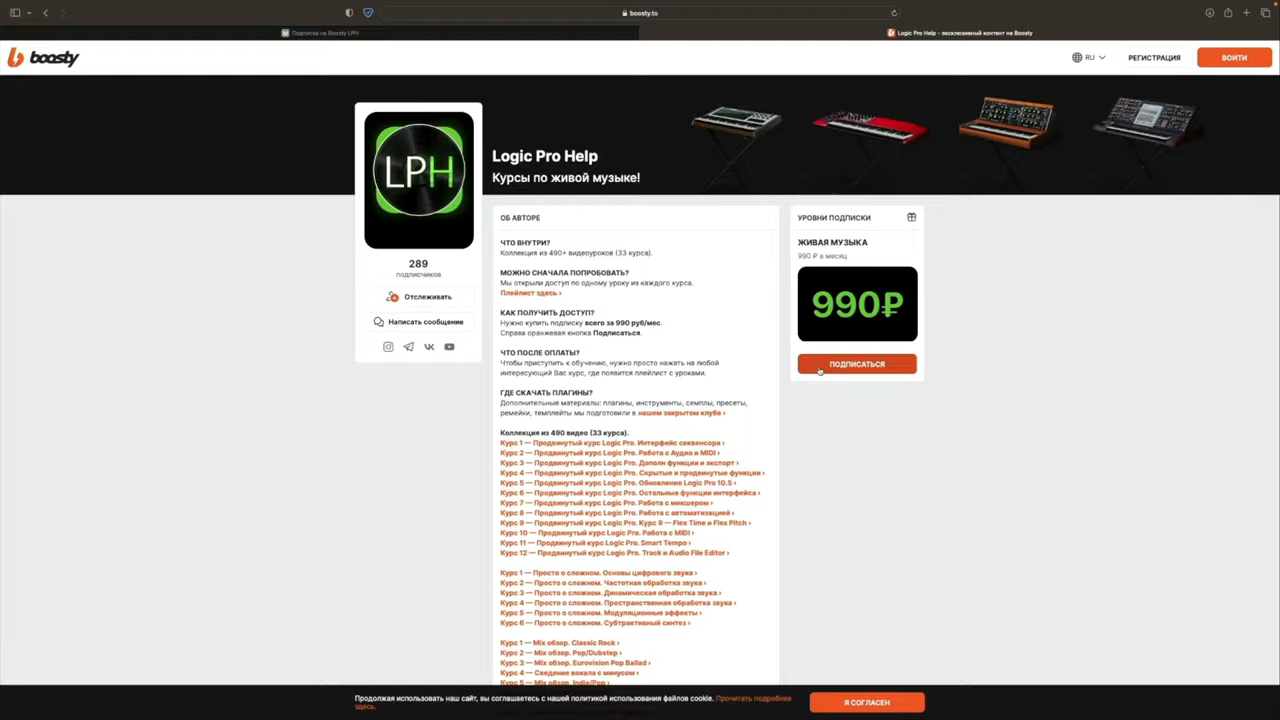 boosty.to
Подписка на Boosty LPH
Logic Pro Help – эксклюзивный контент на Boosty
boosty
RU
РЕГИСТРАЦИЯ
ВОЙТИ
LPH
Logic Pro Help
Курсы по живой музыке!
289
подписчиков
Отслеживать
Написать сообщение
ОБ АВТОРЕ
ЧТО ВНУТРИ?
Коллекция из 490+ видеоуроков (33 курса).
МОЖНО СНАЧАЛА ПОПРОБОВАТЬ?
Мы открыли доступ по одному уроку из каждого курса.
Плейлист здесь ›
КАК ПОЛУЧИТЬ ДОСТУП?
Нужно купить подписку всего за 990 руб/мес.
Справа оранжевая кнопка Подписаться.
ЧТО ПОСЛЕ ОПЛАТЫ?
Чтобы приступить к обучению, нужно просто нажать на любой
интересующий Вас курс, где появится плейлист с уроками.
ГДЕ СКАЧАТЬ ПЛАГИНЫ?
Дополнительные материалы: плагины, инструменты, семплы, пресеты,
ремейки, темплейты мы подготовили в нашем закрытом клубе ›
Коллекция из 490 видео (33 курса).
Курс 1 — Продвинутый курс Logic Pro. Интерфейс секвенсора ›
Курс 2 — Продвинутый курс Logic Pro. Работа с Аудио и MIDI ›
Курс 3 — Продвинутый курс Logic Pro. Дополн функции и экспорт ›
Курс 4 — Продвинутый курс Logic Pro. Скрытые и продвинутые функции ›
Курс 5 — Продвинутый курс Logic Pro. Обновление Logic Pro 10.5 ›
Курс 6 — Продвинутый курс Logic Pro. Остальные функции интерфейса ›
Курс 7 — Продвинутый курс Logic Pro. Работа с микшером ›
Курс 8 — Продвинутый курс Logic Pro. Работа с автоматизацией ›
Курс 9 — Продвинутый курс Logic Pro. Курс 9 — Flex Time и Flex Pitch ›
Курс 10 — Продвинутый курс Logic Pro. Работа с MIDI ›
Курс 11 — Продвинутый курс Logic Pro. Smart Tempo ›
Курс 12 — Продвинутый курс Logic Pro. Track и Audio File Editor ›
Курс 1 — Просто о сложном. Основы цифрового звука ›
Курс 2 — Просто о сложном. Частотная обработка звука ›
Курс 3 — Просто о сложном. Динамическая обработка звука ›
Курс 4 — Просто о сложном. Пространственная обработка звука ›
Курс 5 — Просто о сложном. Модуляционные эффекты ›
Курс 6 — Просто о сложном. Субтрактивный синтез ›
Курс 1 — Mix обзор. Classic Rock ›
Курс 2 — Mix обзор. Pop/Dubstep ›
Курс 3 — Mix обзор. Eurovision Pop Ballad ›
Курс 4 — Сведение вокала с минусом ›
Курс 5 — Mix обзор. Indie/Pop ›
УРОВНИ ПОДПИСКИ
ЖИВАЯ МУЗЫКА
990 ₽ в месяц
990₽
ПОДПИСАТЬСЯ
Продолжая использовать наш сайт, вы соглашаетесь с нашей политикой использования файлов cookie. Прочитать подробнее
здесь.
Я СОГЛАСЕН